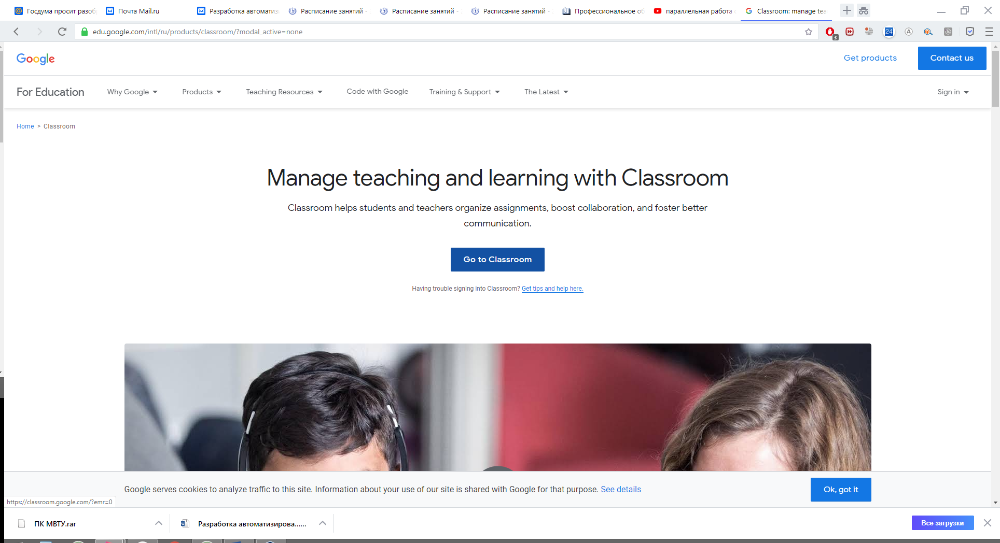 Госдума просит разоб
Почта Mail.ru
Разработка автоматиз
Расписание занятий -
Расписание занятий -
Расписание занятий -
Профессиональное об
параллельная работа
Classroom: manage tea
edu.google.com/intl/ru/products/classroom/?modal_active=none
3
24
A
Google
Get products
Contact us
For Education
Why Google
Products
Teaching Resources
Code with Google
Training & Support
The Latest
Sign in
Home > Classroom
Manage teaching and learning with Classroom
Classroom helps students and teachers organize assignments, boost collaboration, and foster better
communication.
Go to Classroom
Having trouble signing into Classroom? Get tips and help here.
Google serves cookies to analyze traffic to this site. Information about your use of our site is shared with Google for that purpose. See details
Ok, got it
https://classroom.google.com/?emr=0
ПК МВТУ.rar
Разработка автоматизирова......
Все загрузки